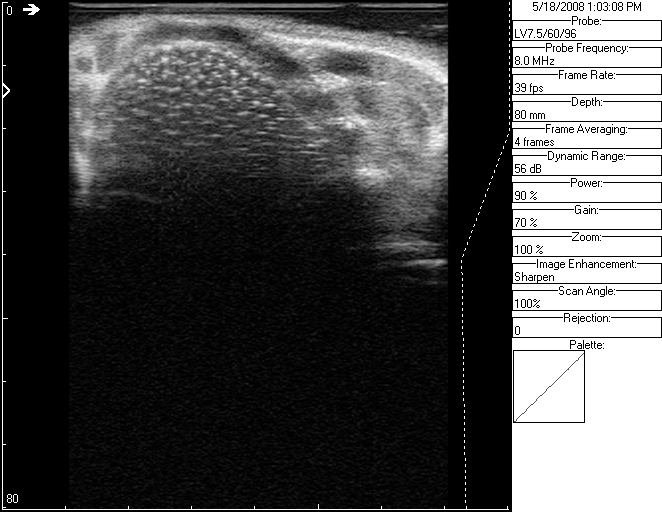 0
80
5/18/2008 1:03:08 PM
Probe:
LV7.5/60/96
Probe Frequency:
8.0 MHz
Frame Rate:
39 fps
Depth:
80 mm
Frame Averaging:
4 frames
Dynamic Range:
56 dB
Power:
90 %
Gain:
70 %
Zoom:
100 %
Image Enhancement:
Sharpen
Scan Angle:
100%
Rejection:
0
Palette: